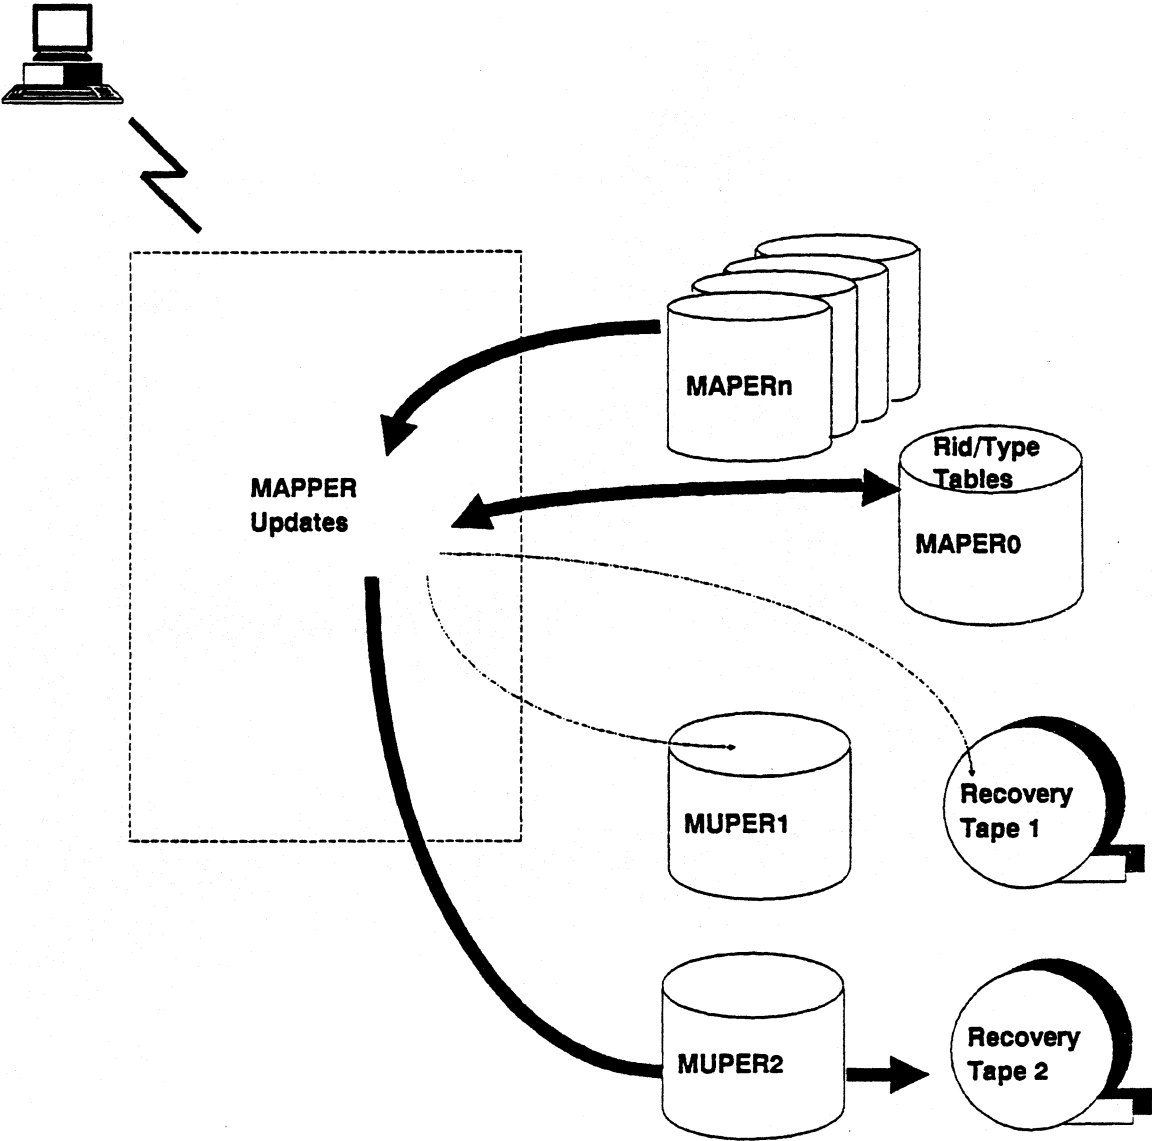 MAPERn
Rid/Type
Tables
MAPER0
MAPPER
Updates
MUPER1
Recovery
Tape 1
MUPER2
Recovery
Tape 2